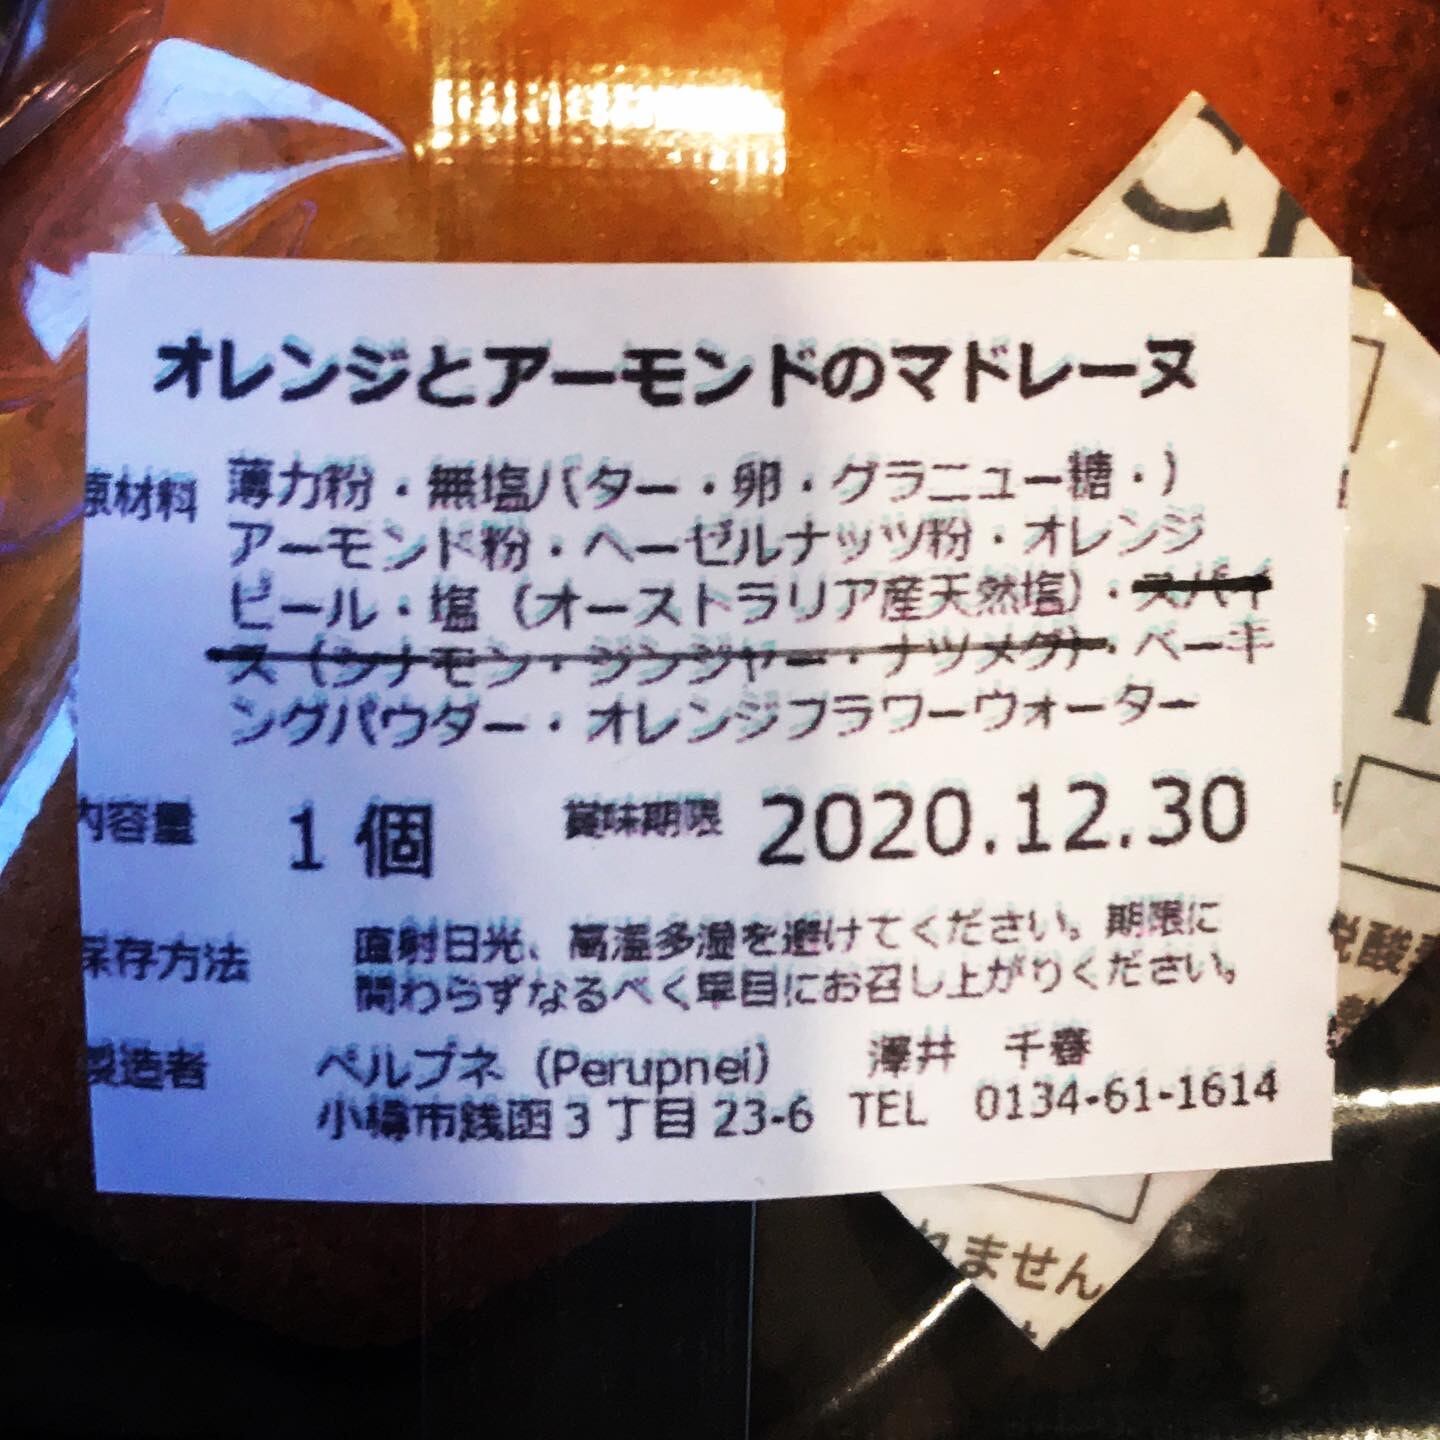 オレンジとアーモンドのマドレーヌ
原材料 薄力粉・無塩バター・卵・グラニュー糖・)
アーモンド粉・ヘーゼルナッツ粉・オレンジ
ピール・塩（オーストラリア産天然塩）・スパイ
ス（シナモン・ジンジャー・ナツメグ）・ベーキ
ングパウダー・オレンジフラワーウォーター
内容量 1個 賞味期限 2020.12.30
保存方法 直射日光、高温多湿を避けてください。期限に
関わらずなるべく早目にお召し上がりください。
製造者 ペルプネ（Perupnei） 澤井 千春
小樽市銭函3丁目23-6 TEL 0134-61-1614
脱酸素
れません